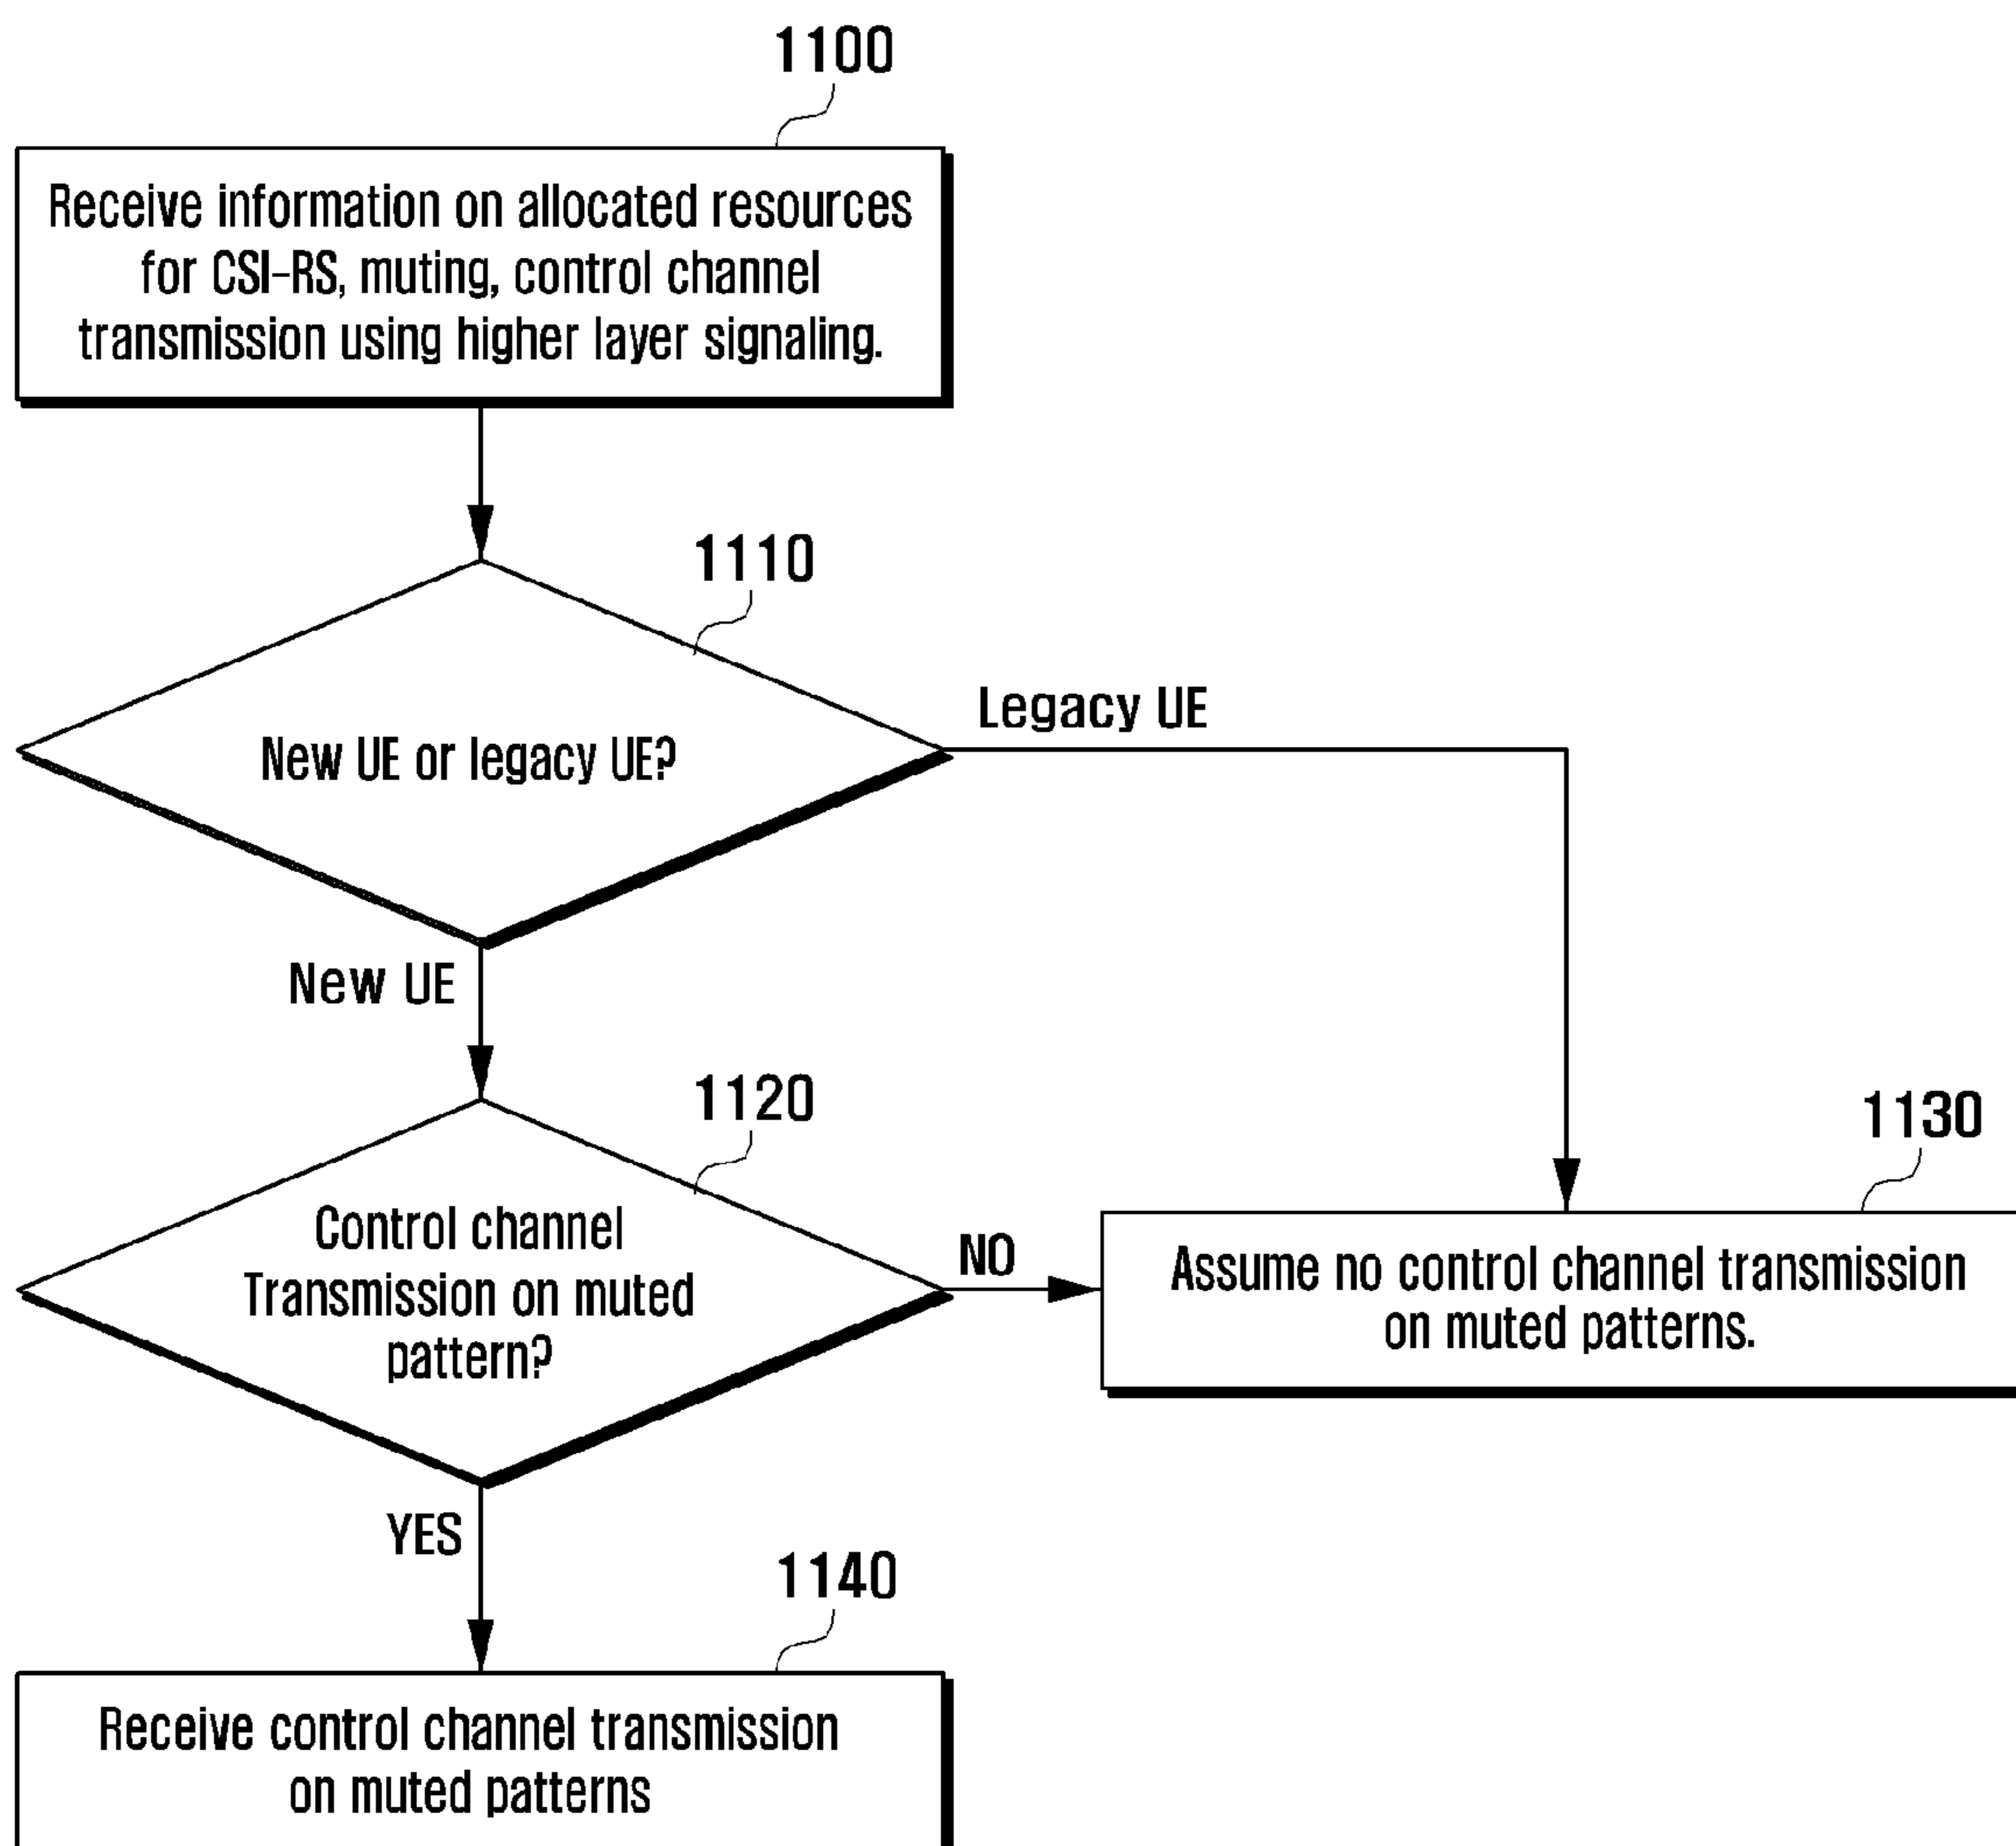 1100
Receive information on allocated resources
for CSI-RS, muting, control channel
transmission using higher layer signaling.
1110
New UE or legacy UE?
Legacy UE
New UE
1120
Control channel
Transmission on muted
pattern?
NO
1130
Assume no control channel transmission
on muted patterns.
YES
1140
Receive control channel transmission
on muted patterns